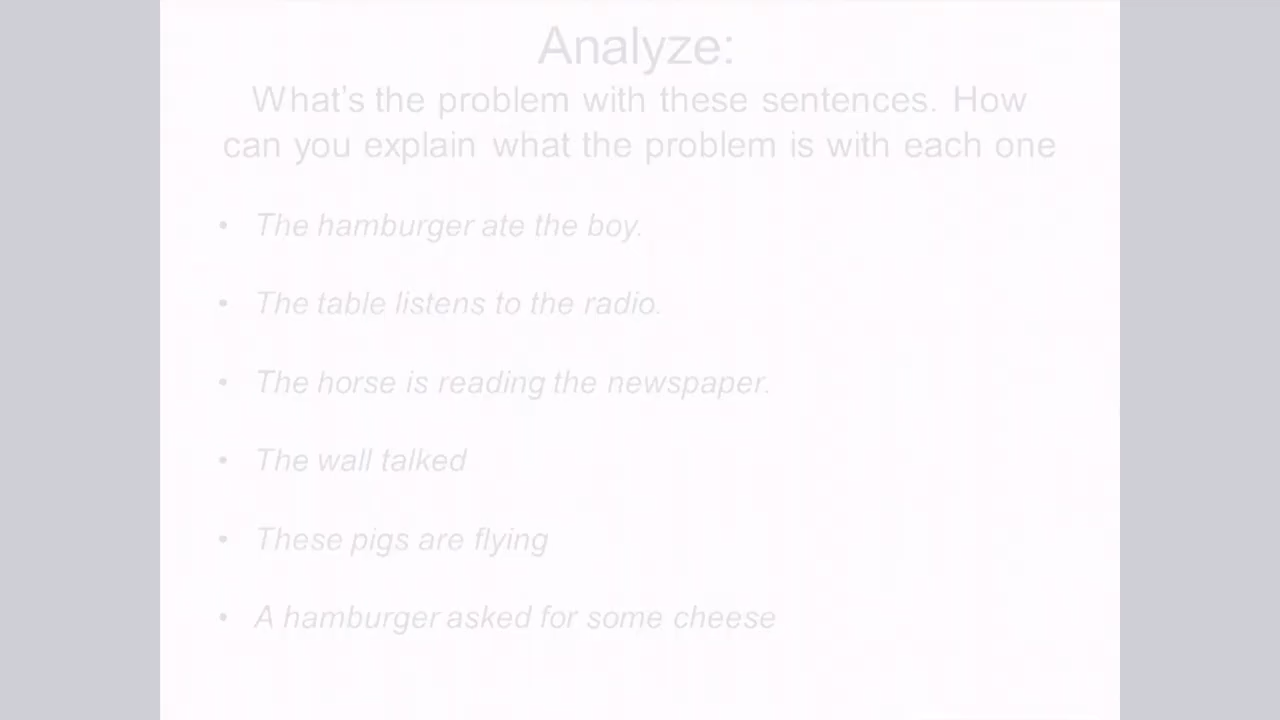 Analyze:
What's the problem with these sentences. How
can you explain what the problem is with each one
• The hamburger ate the boy.
• The table listens to the radio.
• The horse is reading the newspaper.
• The wall talked
• These pigs are flying
• A hamburger asked for some cheese